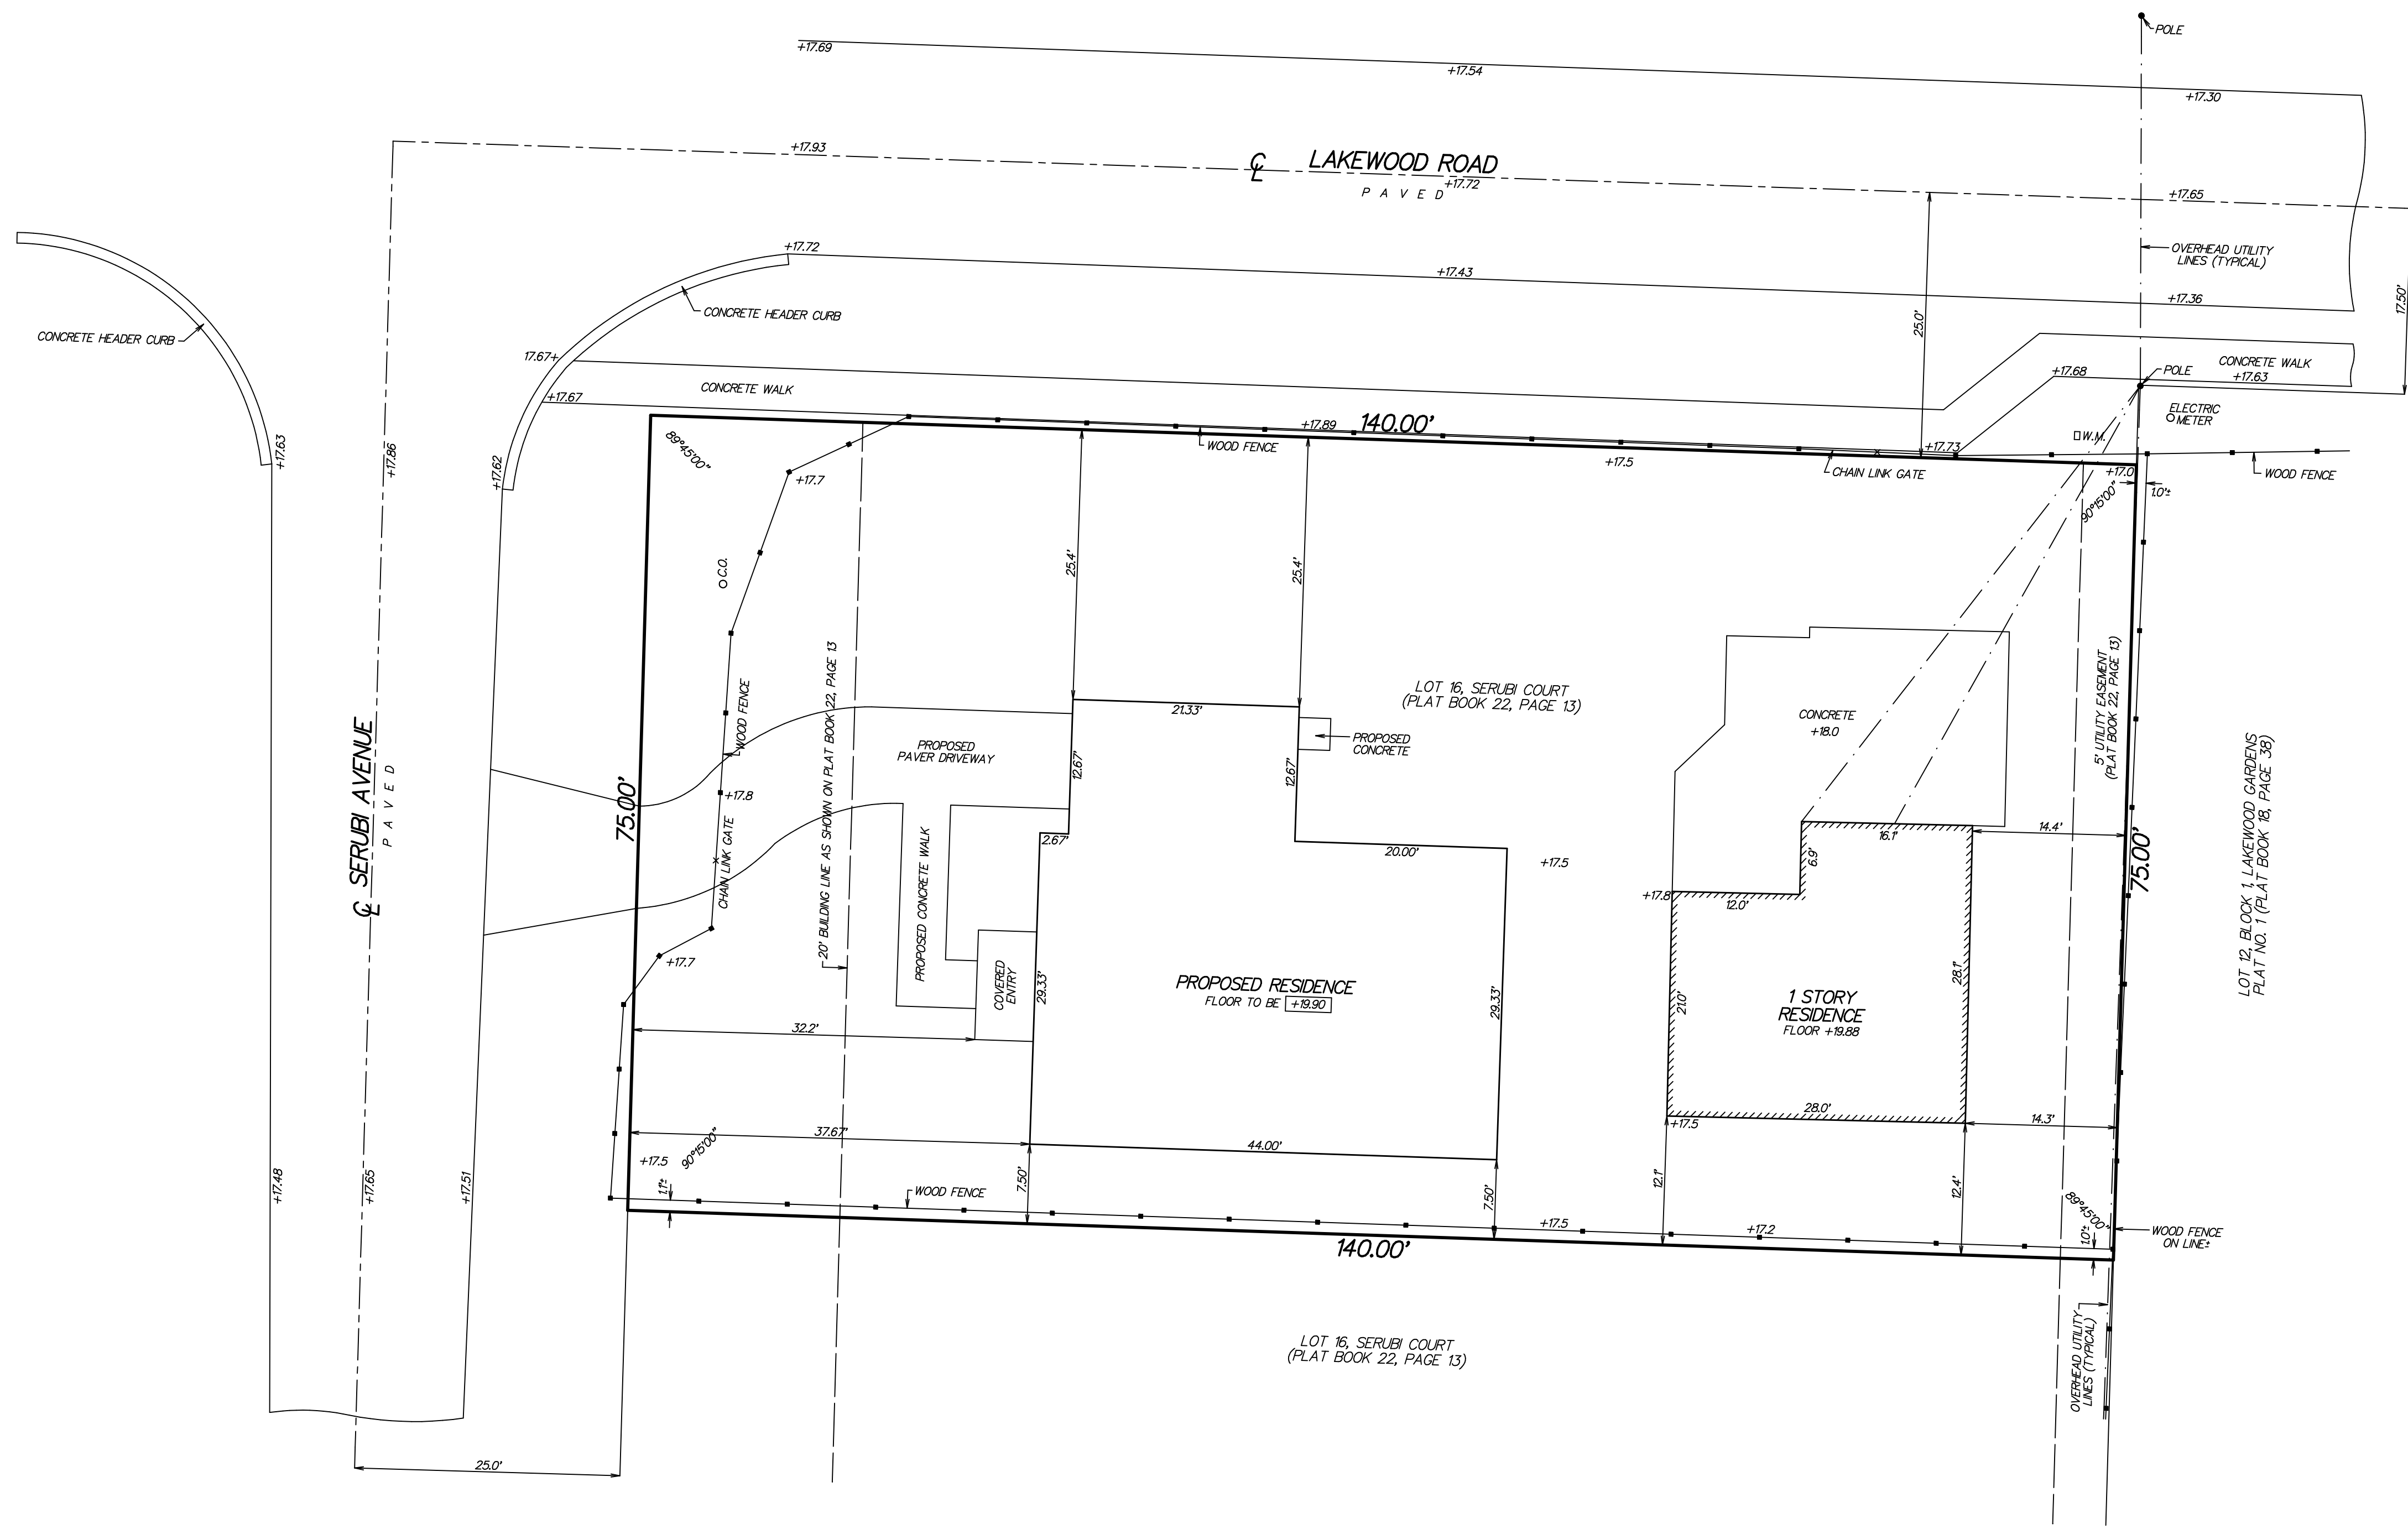 POLE
+17.69
+17.54
+17.30
+17.93
℄ LAKEWOOD ROAD
+17.72
P A V E D
+17.65
OVERHEAD UTILITY
LINES (TYPICAL)
+17.72
+17.43
+17.36
17.50'
25.0'
CONCRETE HEADER CURB
CONCRETE HEADER CURB
17.67+
+17.67
CONCRETE WALK
CONCRETE WALK
+17.68
POLE
+17.63
ELECTRIC
METER
W.M.
140.00'
+17.89
WOOD FENCE
+17.5
+17.73
CHAIN LINK GATE
+17.0
WOOD FENCE
1.0'±
90°15'00"
89°45'00"
+17.63
+17.86
+17.62
+17.7
C.O.
25.4'
25.4'
WOOD FENCE
20' BUILDING LINE AS SHOWN ON PLAT BOOK 22, PAGE 13
LOT 16, SERUBI COURT
(PLAT BOOK 22, PAGE 13)
5' UTILITY EASEMENT
(PLAT BOOK 22, PAGE 13)
CONCRETE
+18.0
21.33'
PROPOSED
CONCRETE
PROPOSED
PAVER DRIVEWAY
12.67'
12.67'
LOT 12, BLOCK 1, LAKEWOOD GARDENS
PLAT NO. 1 (PLAT BOOK 18, PAGE 38)
℄ SERUBI AVENUE
P A V E D
75.00'
+17.8
CHAIN LINK GATE
PROPOSED CONCRETE WALK
2.67'
20.00'
+17.5
16.1'
14.4'
6.9'
75.00'
+17.8
12.0'
+17.7
COVERED
ENTRY
29.33'
PROPOSED RESIDENCE
FLOOR TO BE +19.90
29.33'
21.0'
1 STORY
RESIDENCE
FLOOR +19.88
28.1'
32.2'
28.0'
14.3'
37.67'
44.00'
+17.5
+17.5
90°15'00"
1.1'±
7.50'
7.50'
12.1'
12.4'
WOOD FENCE
+17.5
+17.2
89°45'00"
1.0'±
WOOD FENCE
ON LINE±
+17.48
+17.65
+17.51
140.00'
LOT 16, SERUBI COURT
(PLAT BOOK 22, PAGE 13)
OVERHEAD UTILITY
LINES (TYPICAL)
25.0'